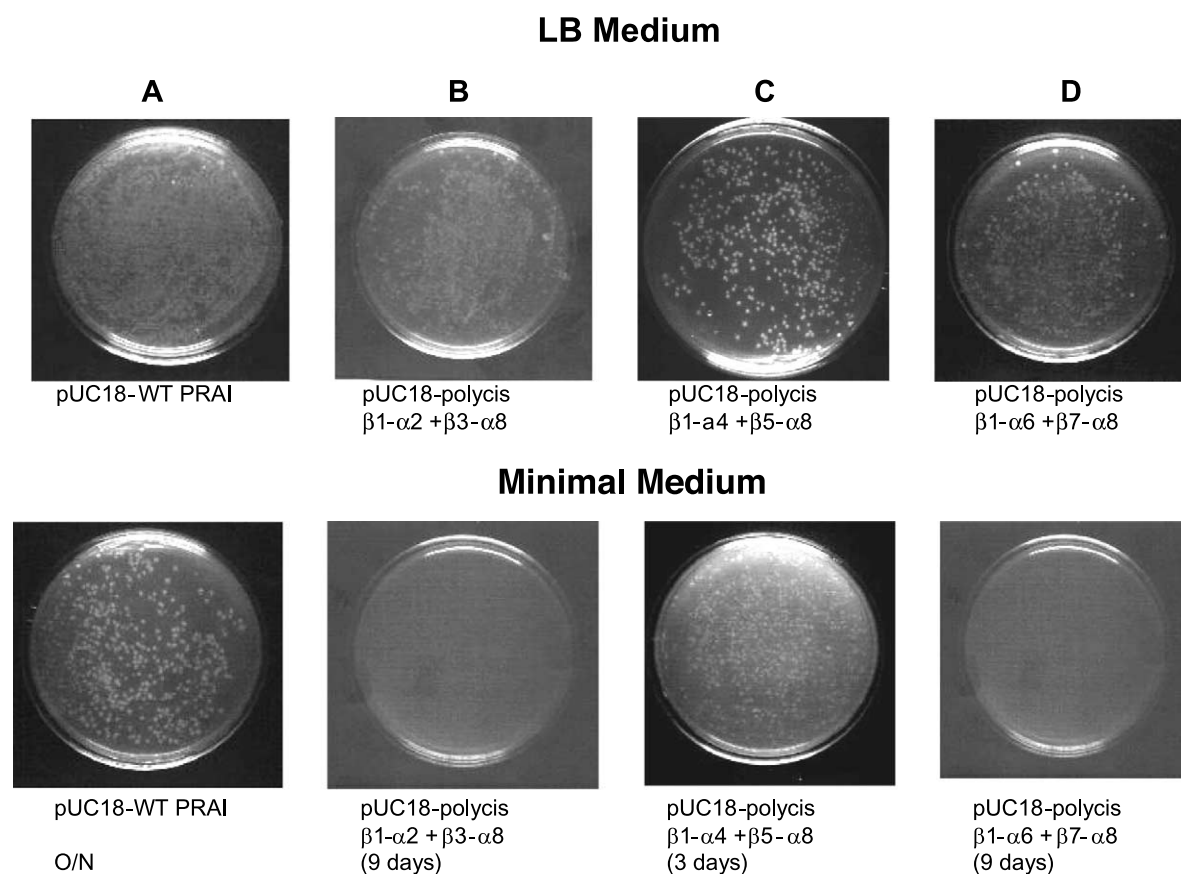 LB Medium
A B C D
pUC18-WT PRAI
pUC18-polycis
β1-α2 +β3-α8
pUC18-polycis
β1-a4 +β5-α8
pUC18-polycis
β1-α6 +β7-α8
Minimal Medium
pUC18-WT PRAI
O/N
pUC18-polycis
β1-α2 +β3-α8
(9 days)
pUC18-polycis
β1-α4 +β5-α8
(3 days)
pUC18-polycis
β1-α6 +β7-α8
(9 days)